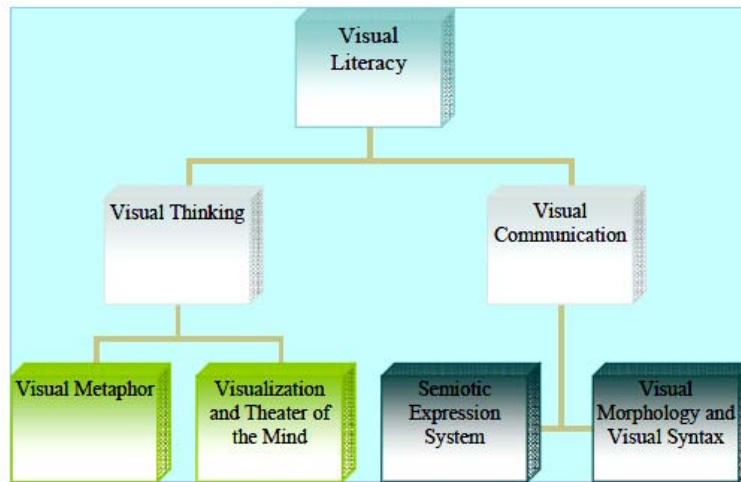 Visual
Literacy
Visual Thinking
Visual
Communication
Visual Metaphor
Visualization
and Theater of
the Mind
Semiotic
Expression
System
Visual
Morphology and
Visual Syntax